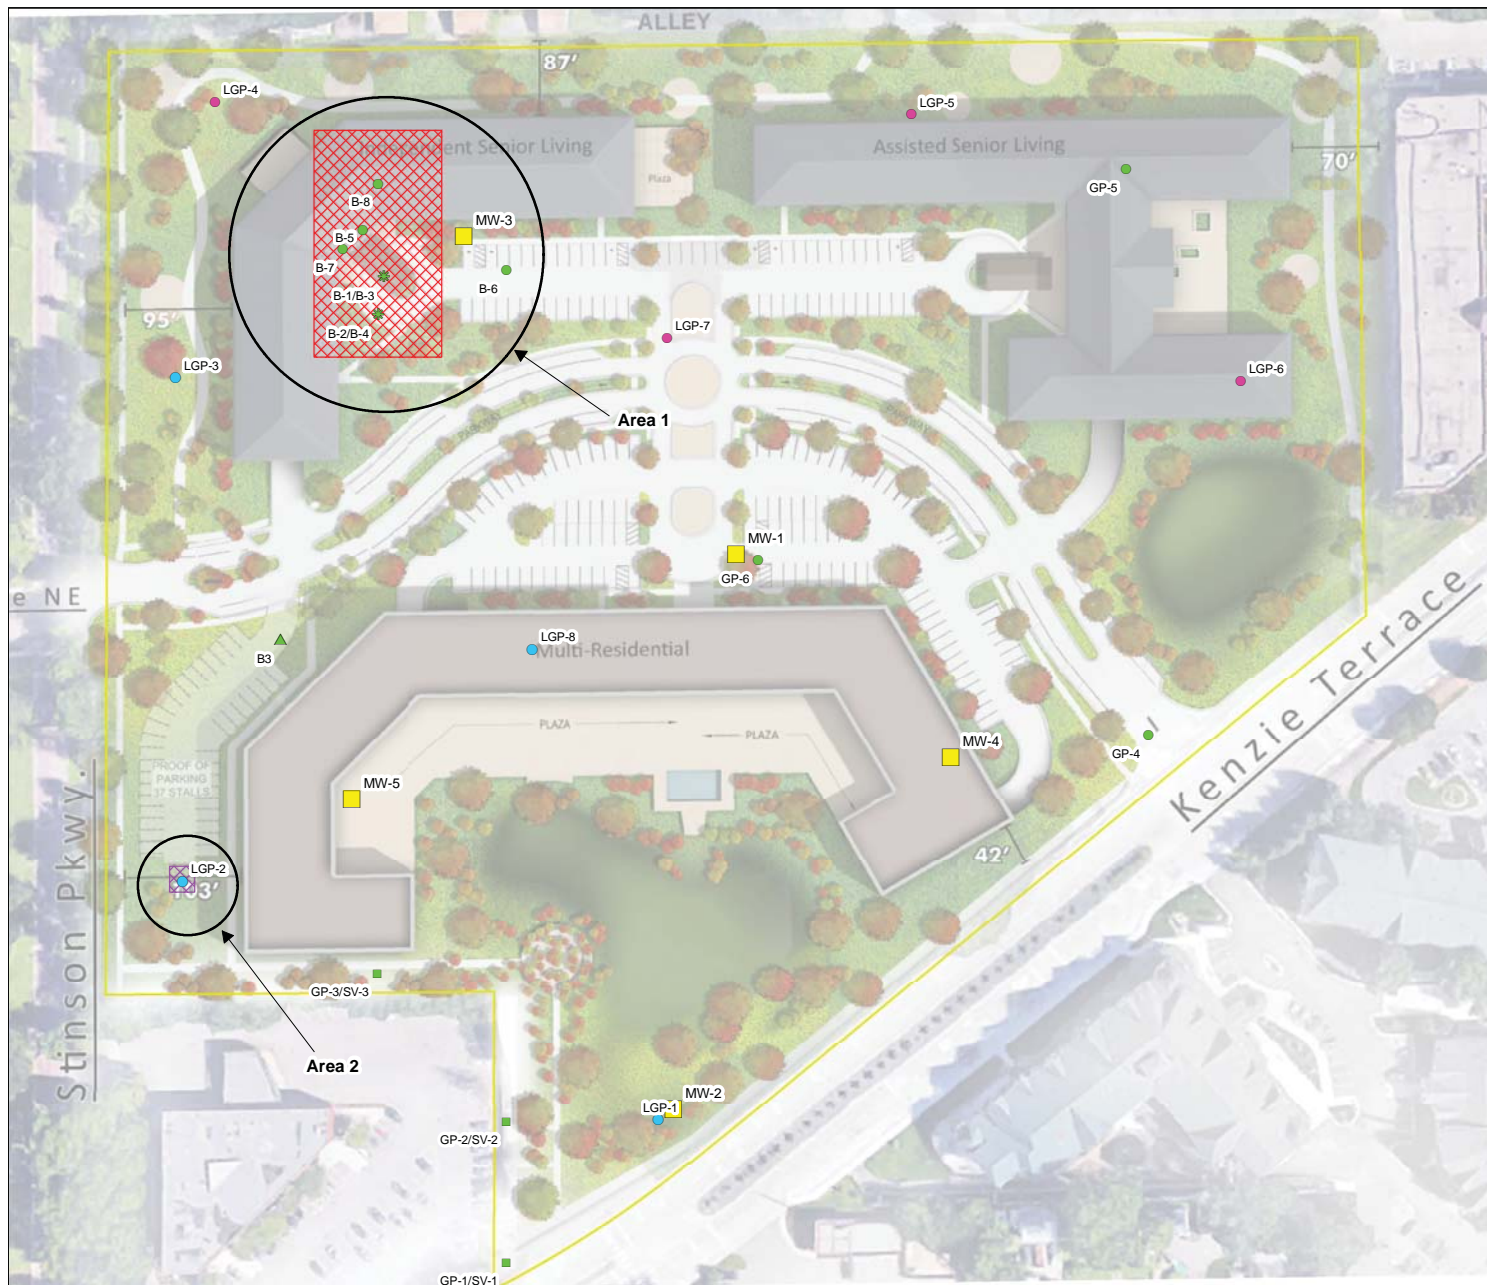 ALLEY
87'
LGP-4
LGP-5
Independent Senior Living
Assisted Senior Living
70'
Plaza
GP-5
B-8
MW-3
B-5
B-7
B-6
B-1/B-3
95'
B-2/B-4
LGP-7
LGP-3
LGP-6
Area 1
MW-1
GP-6
e NE
Kenzie Terrace
LGP-8
Multi-Residential
B3
PLAZA
PLAZA
MW-4
GP-4
PROOF OF
PARKING
37 STALLS
MW-5
Stinson Pkwy.
42'
LGP-2
GP-3/SV-3
Area 2
MW-2
LGP-1
GP-2/SV-2
GP-1/SV-1